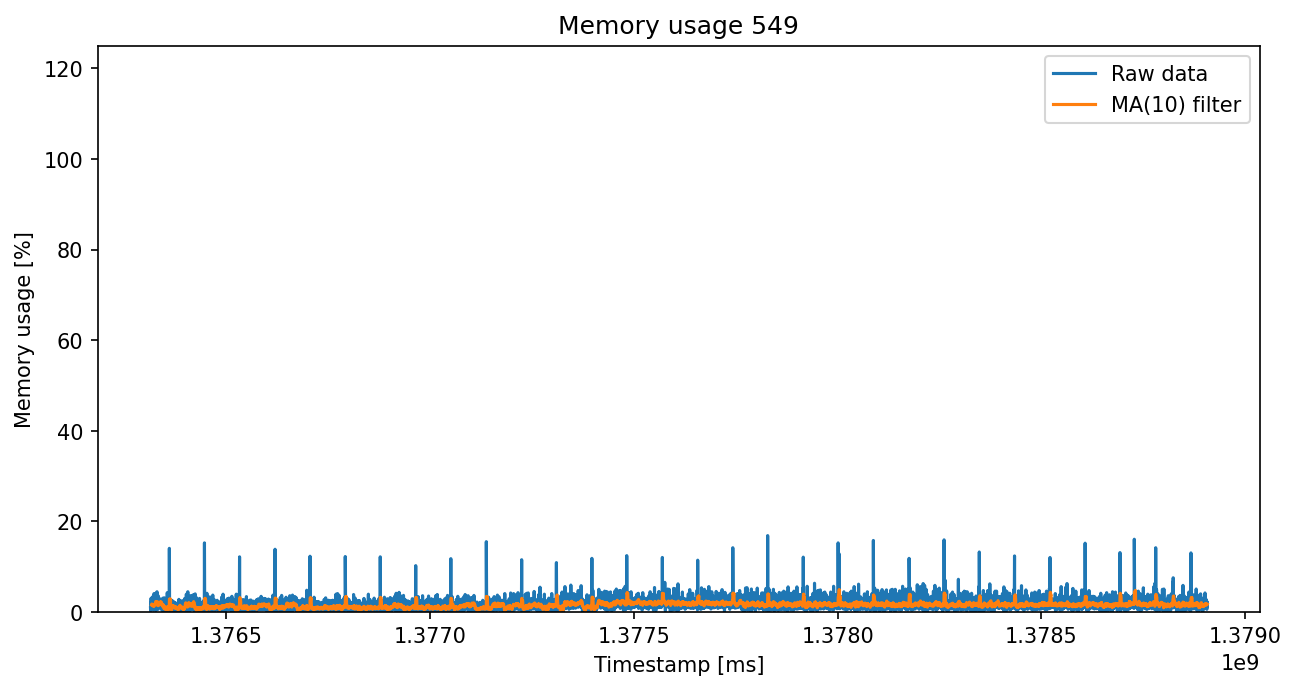 Memory usage 549
Raw data
MA(10) filter
Memory usage [%]
120
100
80
60
40
20
0
1.3765 1.3770 1.3775 1.3780 1.3785 1.3790
1e9
Timestamp [ms]